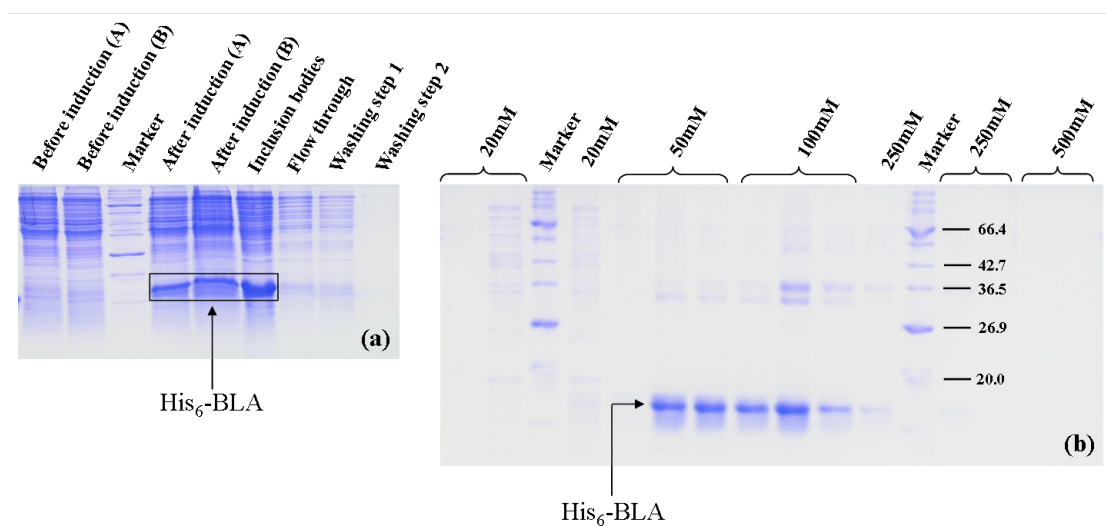 Before induction (A)
Before induction (B)
Marker
After induction (A)
After induction (B)
Inclusion bodies
Flow through
Washing step 1
Washing step 2
(a)
His6-BLA
20mM
Marker
20mM
50mM
100mM
250mM
Marker
250mM
500mM
66.4
42.7
36.5
26.9
20.0
(b)
His6-BLA